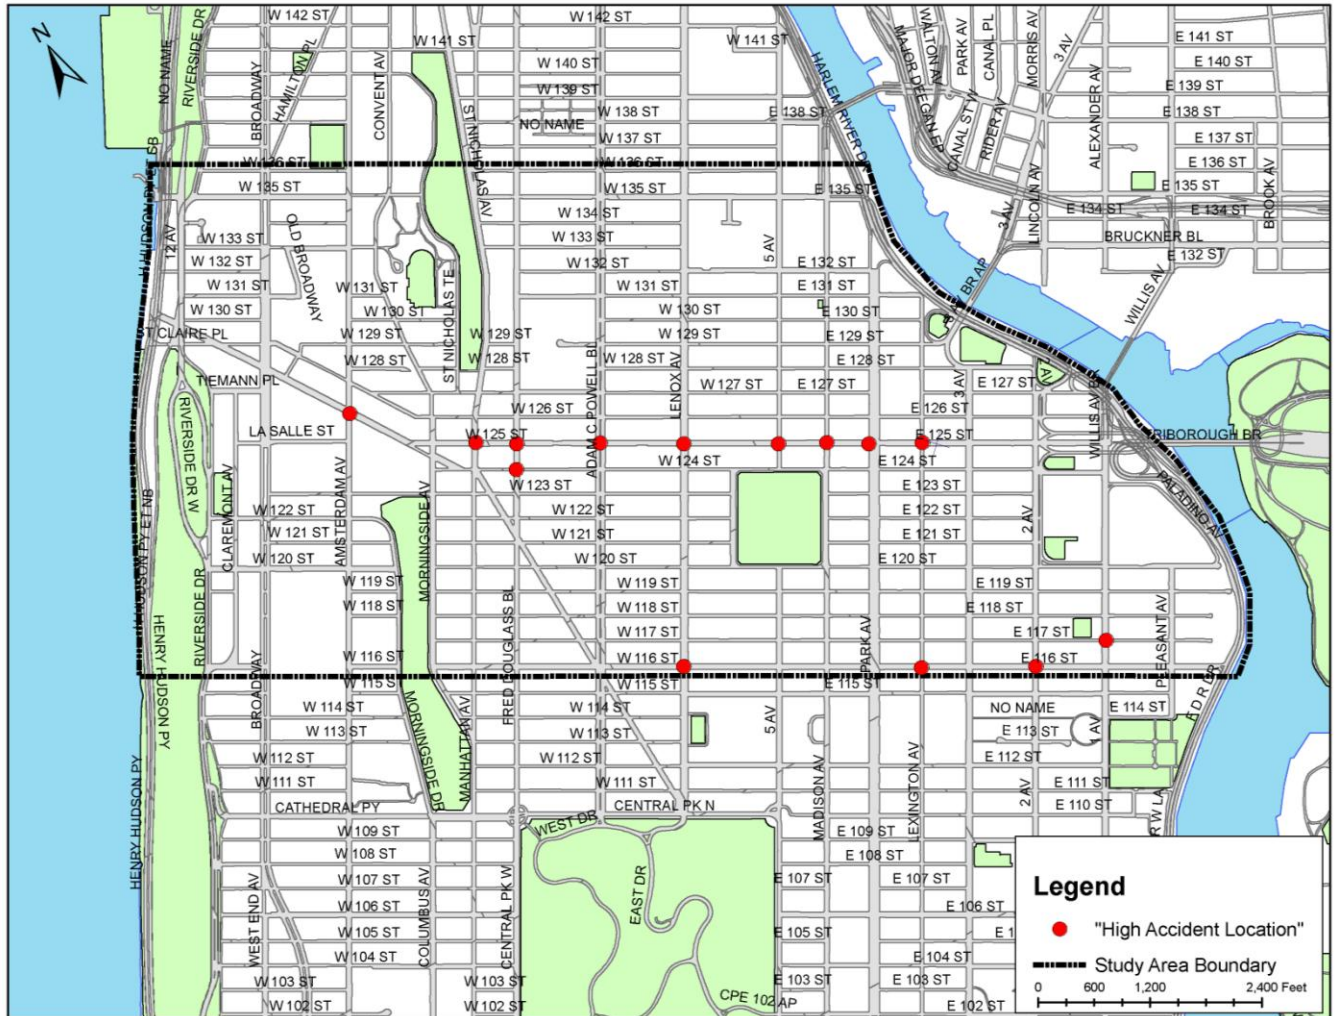 N
W 142 ST
W 142 ST
W 141 ST
W 141 ST
E 141 ST
W 140 ST
E 140 ST
W 139 ST
E 139 ST
W 138 ST
E 138 ST
E 138 ST
NO NAME
W 137 ST
E 137 ST
W 136 ST
W 136 ST
E 136 ST
W 135 ST
W 135 ST
E 135 ST
E 135 ST
W 134 ST
E 134 ST
E 134 ST
W 133 ST
W 133 ST
BRUCKNER BL
W 132 ST
W 132 ST
E 132 ST
E 132 ST
W 131 ST
W 131 ST
W 131 ST
E 131 ST
W 130 ST
W 130 ST
W 130 ST
E 130 ST
ST CLAIRE PL
W 129 ST
W 129 ST
W 129 ST
E 129 ST
W 128 ST
W 128 ST
W 128 ST
E 128 ST
TIEMANN PL
W 127 ST
E 127 ST
E 127 ST
W 126 ST
E 126 ST
LA SALLE ST
W 125 ST
E 125 ST
RIBOROUGH BR
W 124 ST
E 124 ST
W 123 ST
E 123 ST
W 122 ST
W 122 ST
E 122 ST
W 121 ST
W 121 ST
E 121 ST
W 120 ST
W 120 ST
E 120 ST
W 119 ST
W 119 ST
E 119 ST
W 118 ST
W 118 ST
E 118 ST
W 117 ST
E 117 ST
W 116 ST
W 116 ST
E 116 ST
W 115 ST
W 115 ST
E 115 ST
W 114 ST
W 114 ST
NO NAME
E 114 ST
W 113 ST
W 113 ST
E 113 ST
W 112 ST
W 112 ST
E 112 ST
W 111 ST
W 111 ST
E 111 ST
CATHEDRAL PY
CENTRAL PK N
E 110 ST
W 109 ST
WEST DR
E 109 ST
W 108 ST
E 108 ST
W 107 ST
E 107 ST
E 107 ST
W 106 ST
E 106 ST
W 105 ST
E 105 ST
E 1
W 104 ST
E 104 ST
W 103 ST
W 103 ST
E 103 ST
E 103 ST
W 102 ST
W 102 ST
CPE 102 AP
E 102 ST
NO NAME
RIVERSIDE DR
BROADWAY
HAMILTON PL
CONVENT AV
ST NICHOLAS AV
HARLEM RIVER DR
MAJOR DEEGAN EP
WALTON AV
PARK AV
CANAL PL
MORRIS AV
3 AV
CANAL ST W
RIDER AV
ALEXANDER AV
LINCOLN AV
BROOK AV
3 AV
WILLIS AV
12 AV
OLD BROADWAY
ST NICHOLAS TE
5 AV
ADAM C POWELL BL
LENOX AV
3 AV
RIVERSIDE DR W
CLAREMONT AV
AMSTERDAM AV
MORNINGSIDE AV
2 AV
PALADINO AV
HENRY HUDSON PY
RIVERSIDE DR
BROADWAY
FRED DOUGLASS BL
PARK AV
PLEASANT AV
F D R DR
MORNINGSIDE DR
MANHATTAN AV
5 AV
MADISON AV
LEXINGTON AV
2 AV
1 AV
HENRY HUDSON PY
WEST END AV
COLUMBUS AV
CENTRAL PK W
EAST DR
Legend
"High Accident Location"
Study Area Boundary
0 600 1,200 2,400 Feet